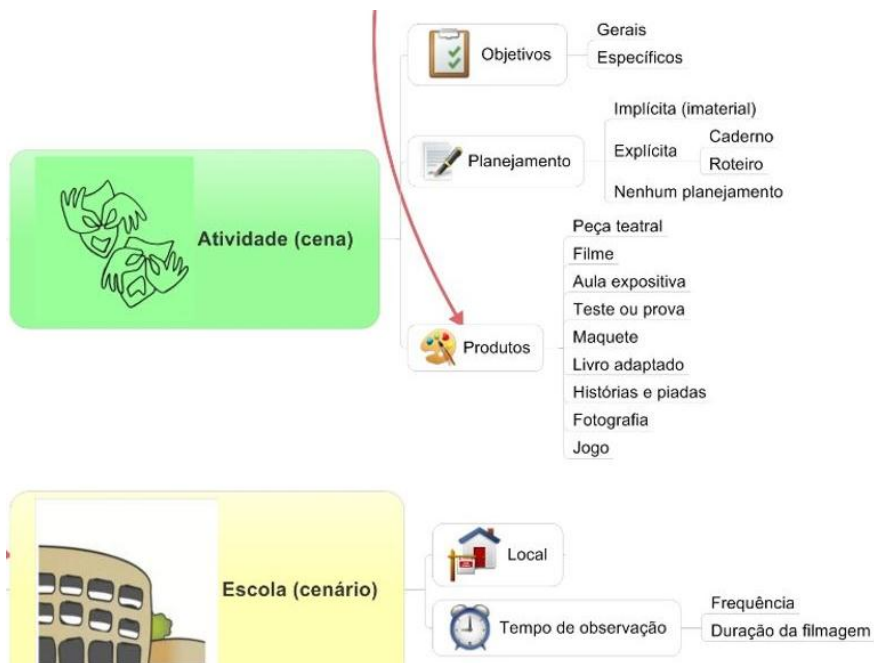 Objetivos
Gerais
Específicos
Atividade (cena)
Planejamento
Implícita (imaterial)
Explícita
Caderno
Roteiro
Nenhum planejamento
Produtos
Peça teatral
Filme
Aula expositiva
Teste ou prova
Maquete
Livro adaptado
Histórias e piadas
Fotografia
Jogo
Escola (cenário)
Local
Tempo de observação
Frequência
Duração da filmagem